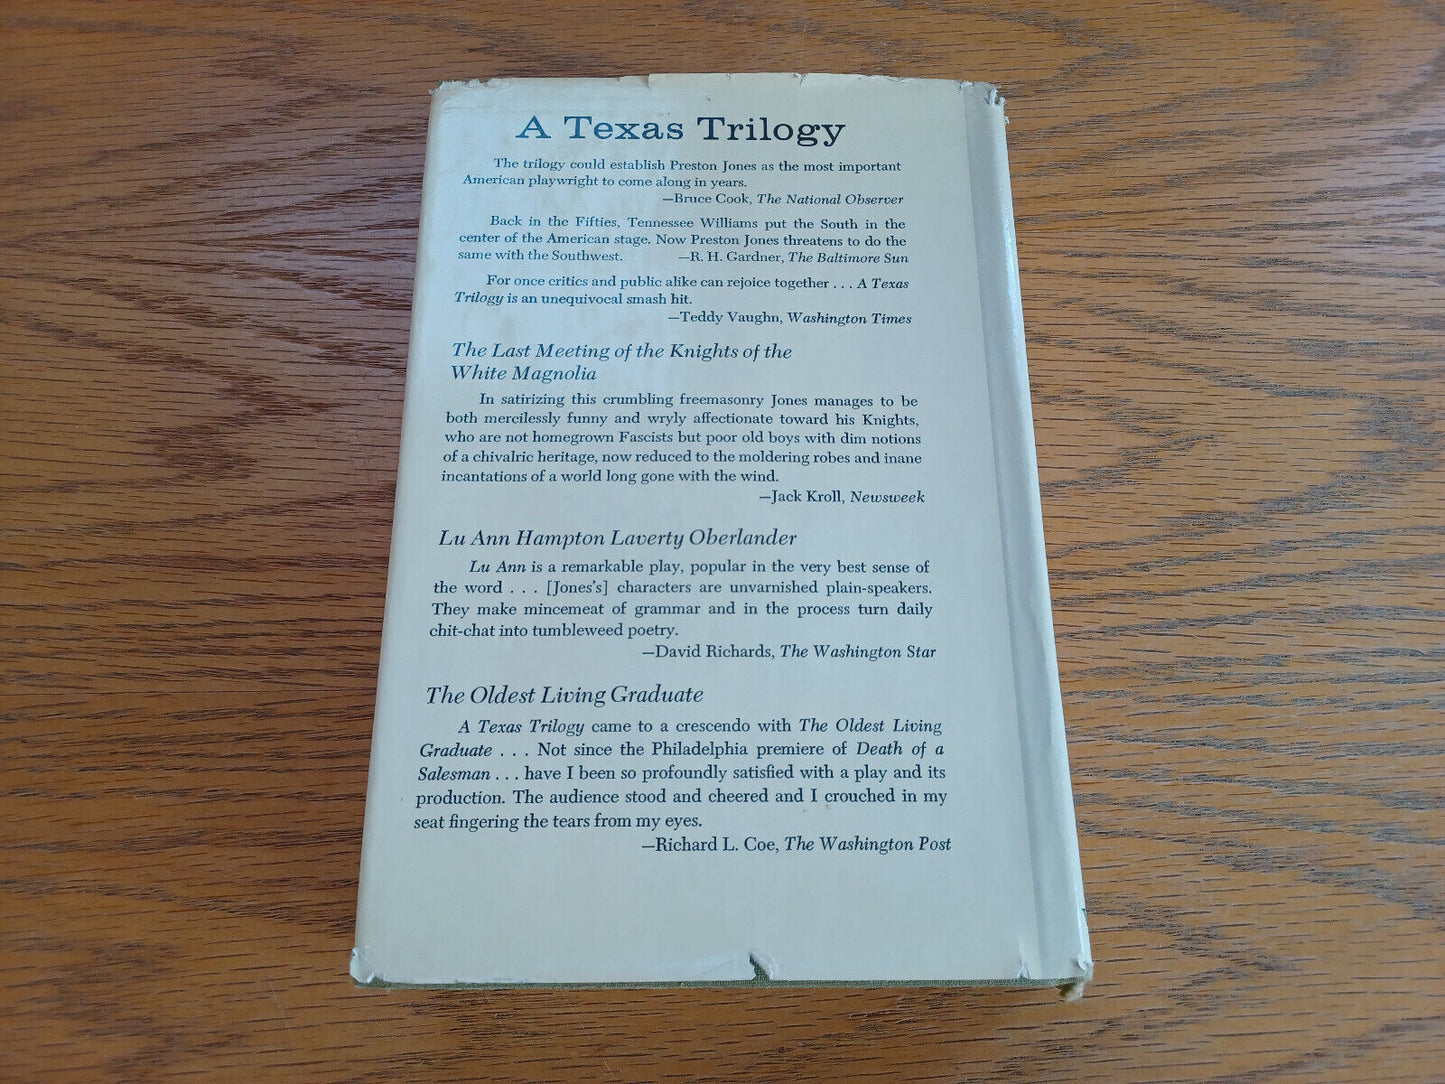 A Texas Trilogy
The trilogy could establish Preston Jones as the most important
American playwright to come along in years.
—Bruce Cook, The National Observer
Back in the Fifties, Tennessee Williams put the South in the
center of the American stage. Now Preston Jones threatens to do the
same with the Southwest. —R. H. Gardner, The Baltimore Sun
For once critics and public alike can rejoice together . . . A Texas
Trilogy is an unequivocal smash hit.
—Teddy Vaughn, Washington Times
The Last Meeting of the Knights of the
White Magnolia
In satirizing this crumbling freemasonry Jones manages to be
both mercilessly funny and wryly affectionate toward his Knights,
who are not homegrown Fascists but poor old boys with dim notions
of a chivalric heritage, now reduced to the moldering robes and inane
incantations of a world long gone with the wind.
—Jack Kroll, Newsweek
Lu Ann Hampton Laverty Oberlander
Lu Ann is a remarkable play, popular in the very best sense of
the word . . . [Jones's] characters are unvarnished plain-speakers.
They make mincemeat of grammar and in the process turn daily
chit-chat into tumbleweed poetry.
—David Richards, The Washington Star
The Oldest Living Graduate
A Texas Trilogy came to a crescendo with The Oldest Living
Graduate . . . Not since the Philadelphia premiere of Death of a
Salesman . . . have I been so profoundly satisfied with a play and its
production. The audience stood and cheered and I crouched in my
seat fingering the tears from my eyes.
—Richard L. Coe, The Washington Post